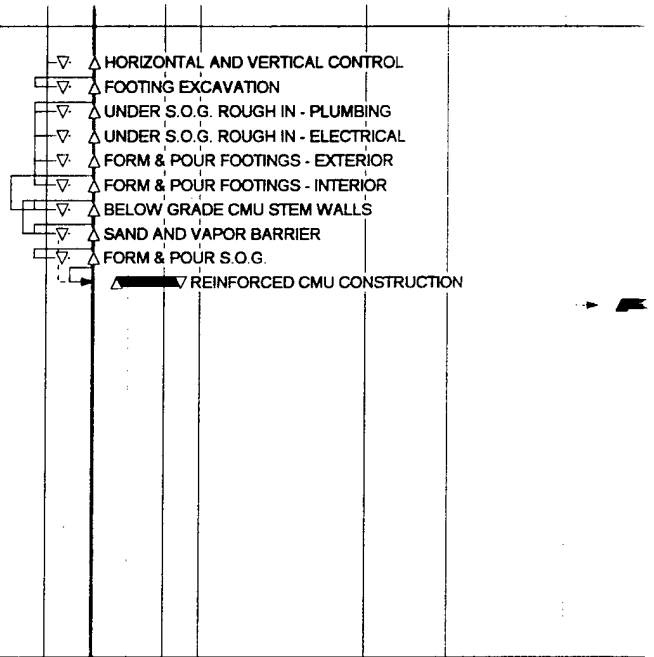 HORIZONTAL AND VERTICAL CONTROL
FOOTING EXCAVATION
UNDER S.O.G. ROUGH IN - PLUMBING
UNDER S.O.G. ROUGH IN - ELECTRICAL
FORM & POUR FOOTINGS - EXTERIOR
FORM & POUR FOOTINGS - INTERIOR
BELOW GRADE CMU STEM WALLS
SAND AND VAPOR BARRIER
FORM & POUR S.O.G.
REINFORCED CMU CONSTRUCTION